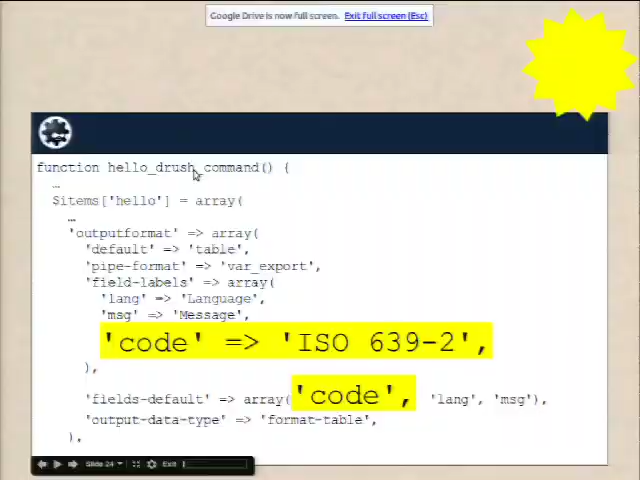 Google Drive is now full screen. Exit Full screen (Esc)
function hello_drush_command() {
…
$items['hello'] = array(
…
'outputformat' => array(
'default' => 'table',
'pipe-format' => 'var_export',
'field-labels' => array(
'lang' => 'Language',
'msg' => 'Message',
'code' => 'ISO 639-2',
),
'fields-default' => array('code', 'lang', 'msg'),
'output-data-type' => 'format-table',
),
Slide 24 Exit